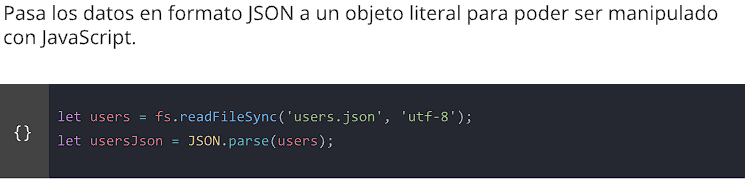 Pasa los datos en formato JSON a un objeto literal para poder ser manipulado
con JavaScript.
let users = fs.readFileSync('users.json', 'utf-8');
{}
let usersJson = JSON.parse(users);